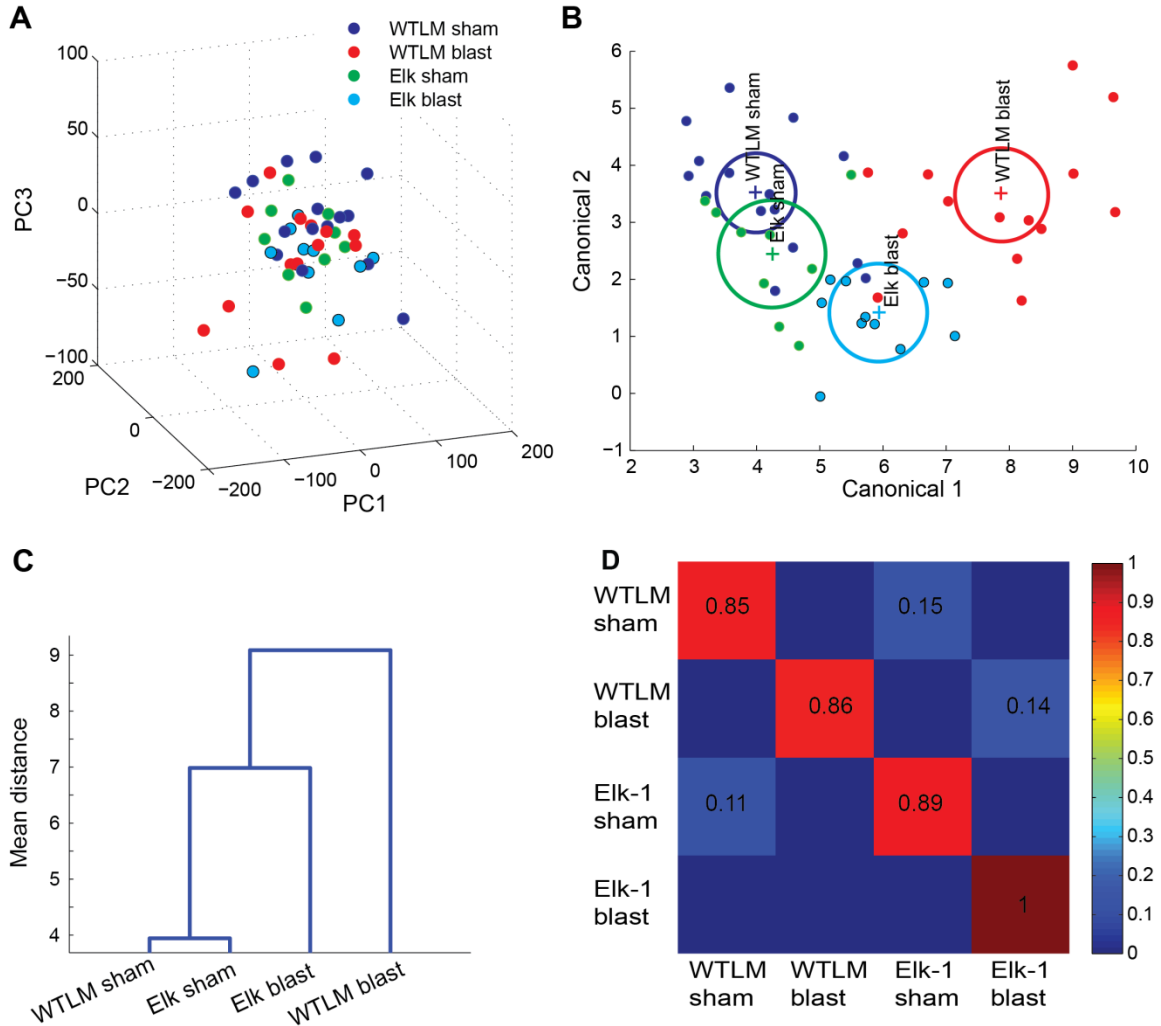 A
WTLM sham
WTLM blast
Elk sham
Elk blast
100
50
0
−50
−100
PC3
200
0
−200
PC2
−200
−100
0
100
200
PC1
B
6
5
4
3
2
1
0
−1
Canonical 2
WTLM sham
Elk sham
Elk blast
WTLM blast
2 3 4 5 6 7 8 9 10
Canonical 1
C
9
8
7
6
5
4
Mean distance
WTLM sham
Elk sham
Elk blast
WTLM blast
D
WTLM
sham
0.85
0.15
WTLM
blast
0.86
0.14
Elk-1
sham
0.11
0.89
Elk-1
blast
1
WTLM
sham
WTLM
blast
Elk-1
sham
Elk-1
blast
1
0.9
0.8
0.7
0.6
0.5
0.4
0.3
0.2
0.1
0